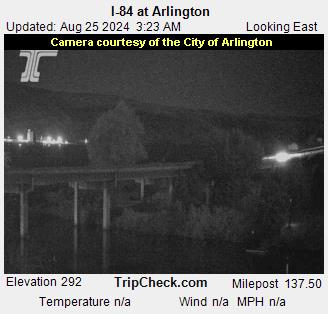 I-84 at Arlington
Updated: Aug 25 2024 3:23 AM Looking East
Camera courtesy of the City of Arlington
Elevation 292 TripCheck.com Milepost 137.50
Temperature n/a Wind n/a MPH n/a